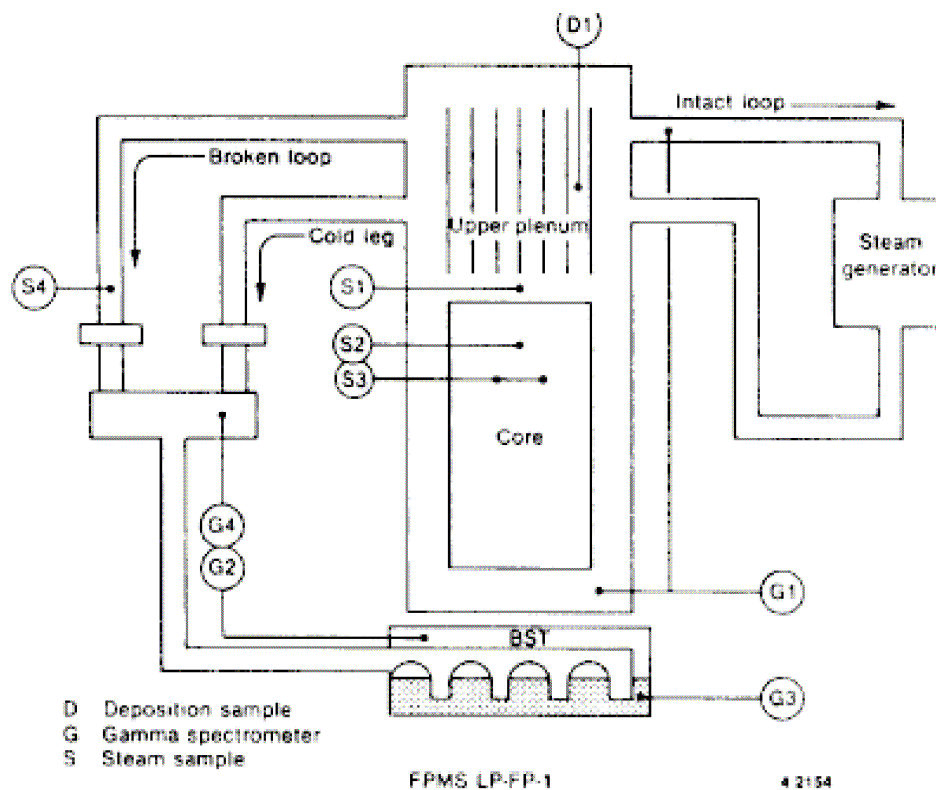 D1
Intact loop
Broken loop
Upper plenum
Cold leg
Steam
generator
S4
S1
S2
S3
Core
G4
G2
G1
BST
G3
D Deposition sample
G Gamma spectrometer
S Steam sample
FPMS LP-FP-1
4 2154